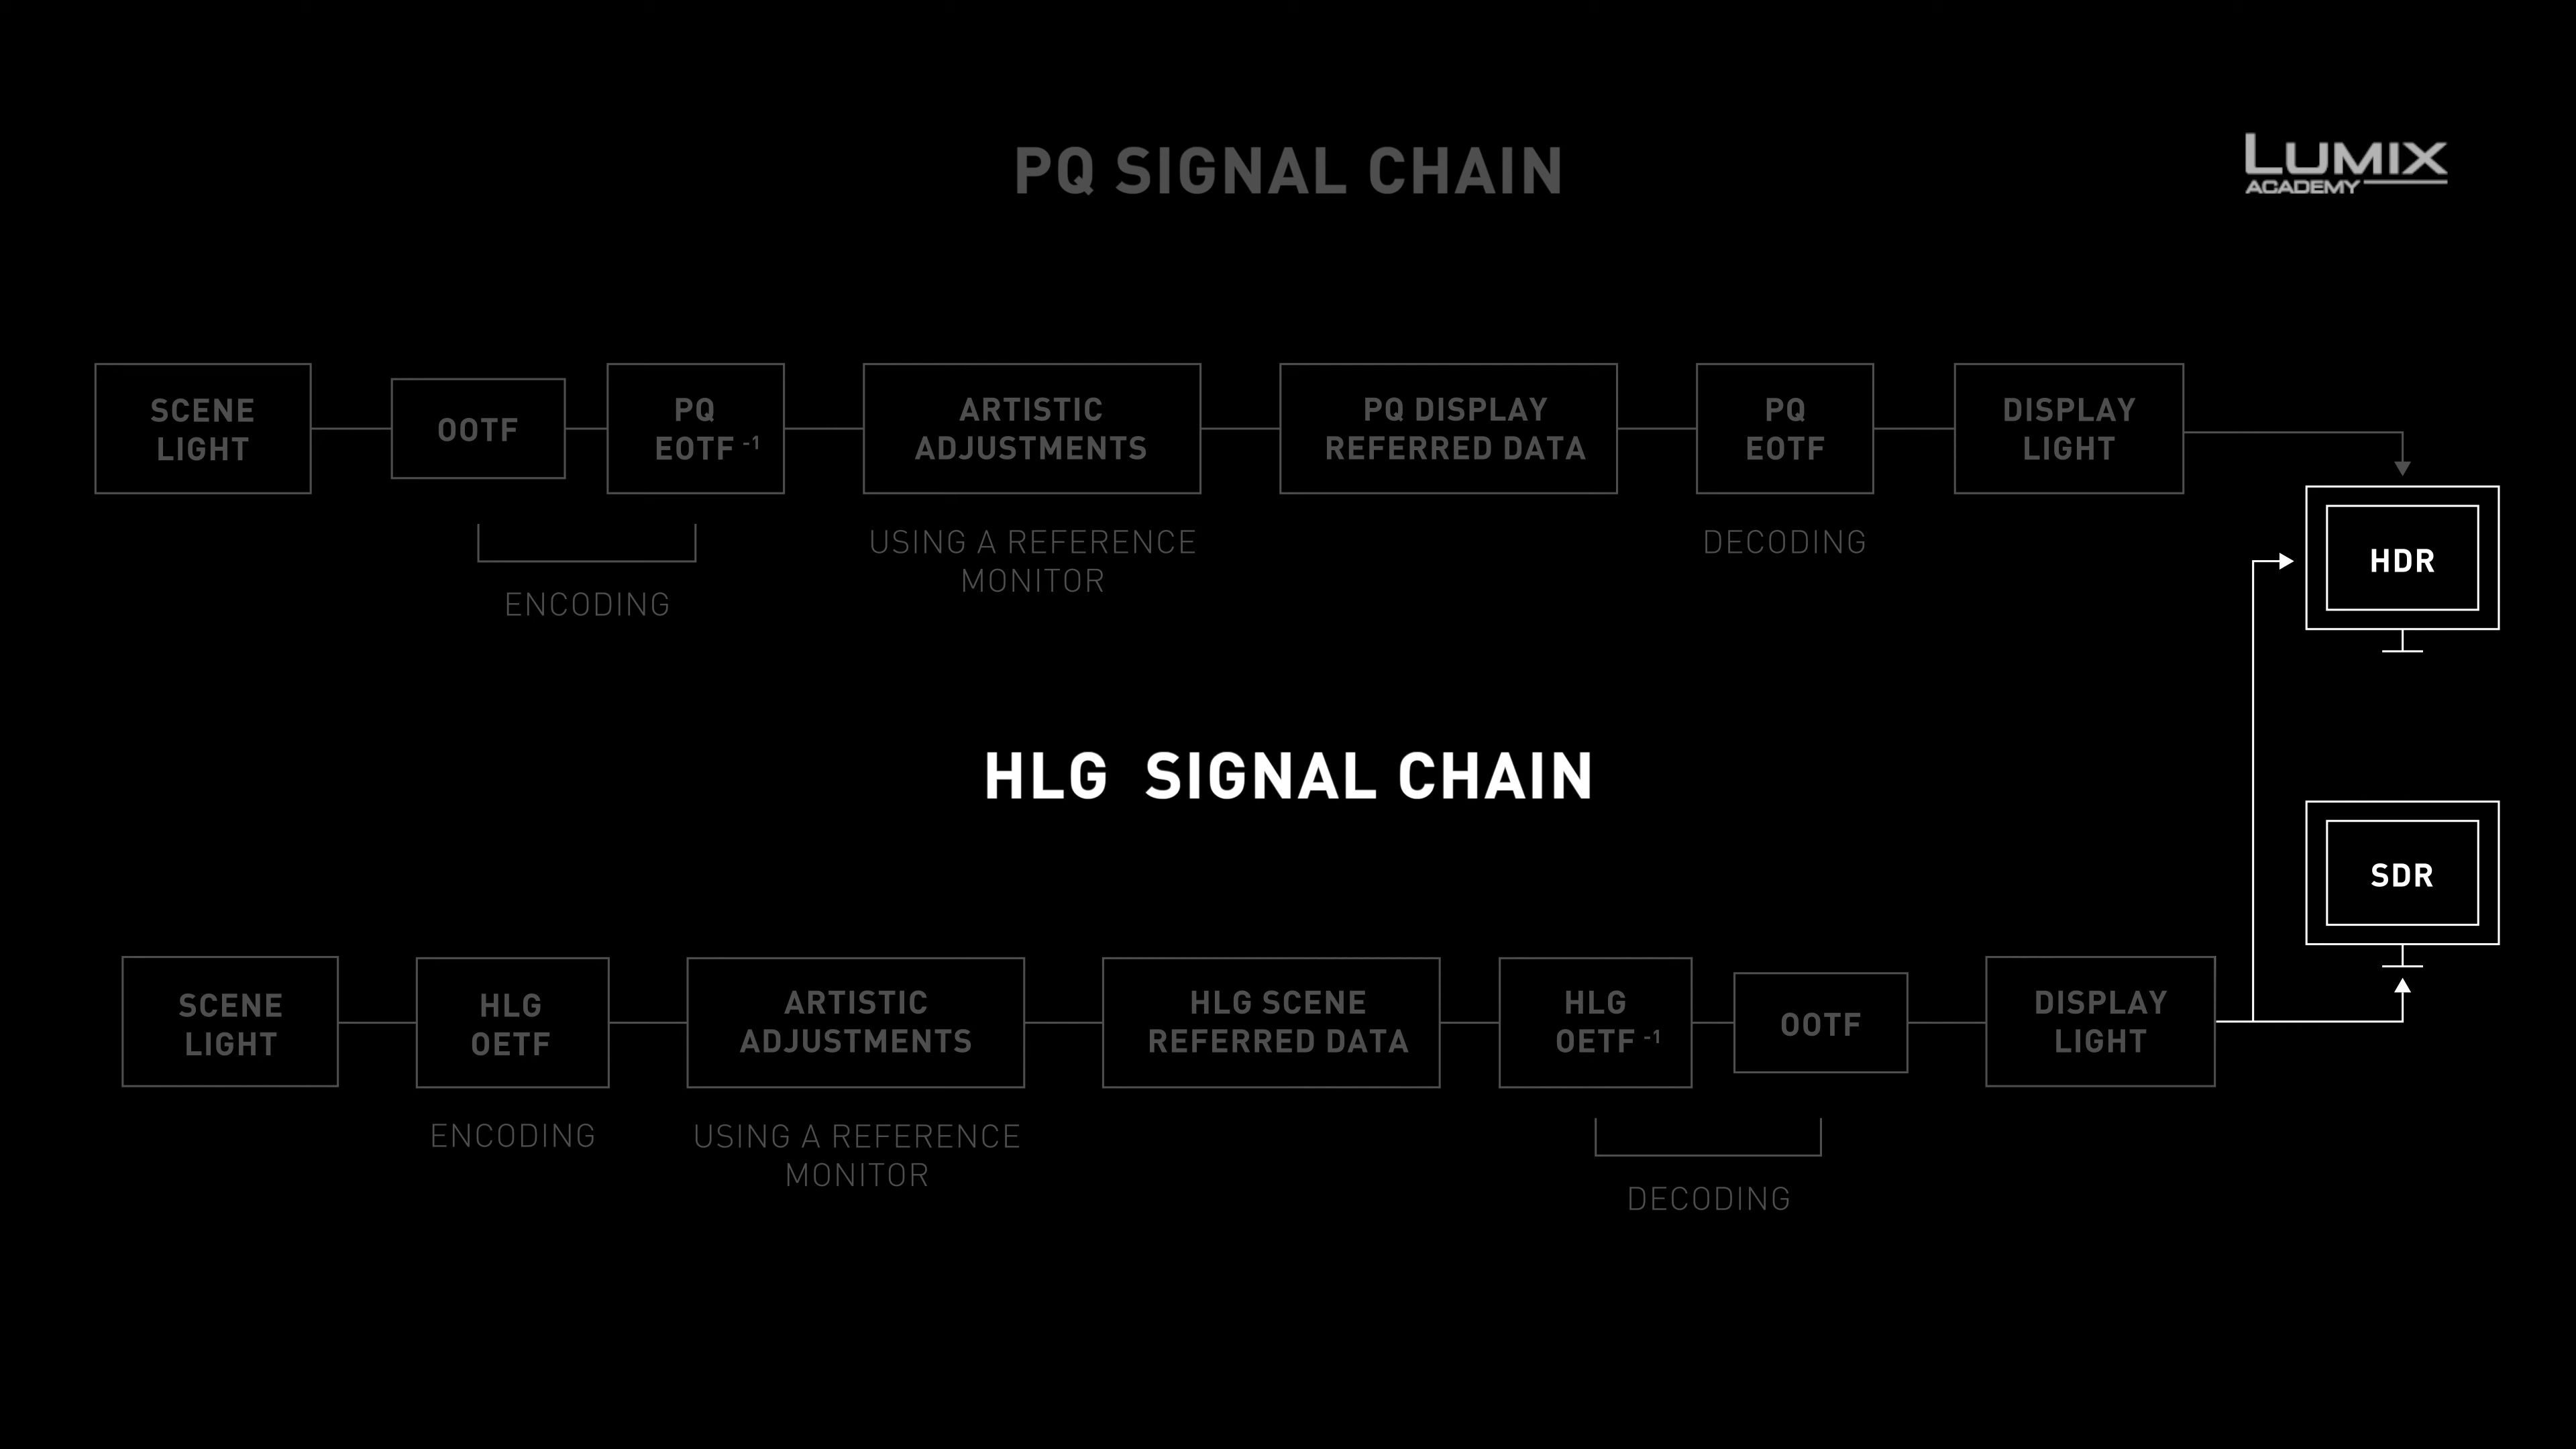 PQ SIGNAL CHAIN
LUMIX
ACADEMY
SCENE
LIGHT
OOTF
PQ
EOTF -1
ARTISTIC
ADJUSTMENTS
PQ DISPLAY
REFERRED DATA
PQ
EOTF
DISPLAY
LIGHT
ENCODING
USING A REFERENCE
MONITOR
DECODING
HDR
HLG SIGNAL CHAIN
SDR
SCENE
LIGHT
HLG
OETF
ARTISTIC
ADJUSTMENTS
HLG SCENE
REFERRED DATA
HLG
OETF -1
OOTF
DISPLAY
LIGHT
ENCODING
USING A REFERENCE
MONITOR
DECODING